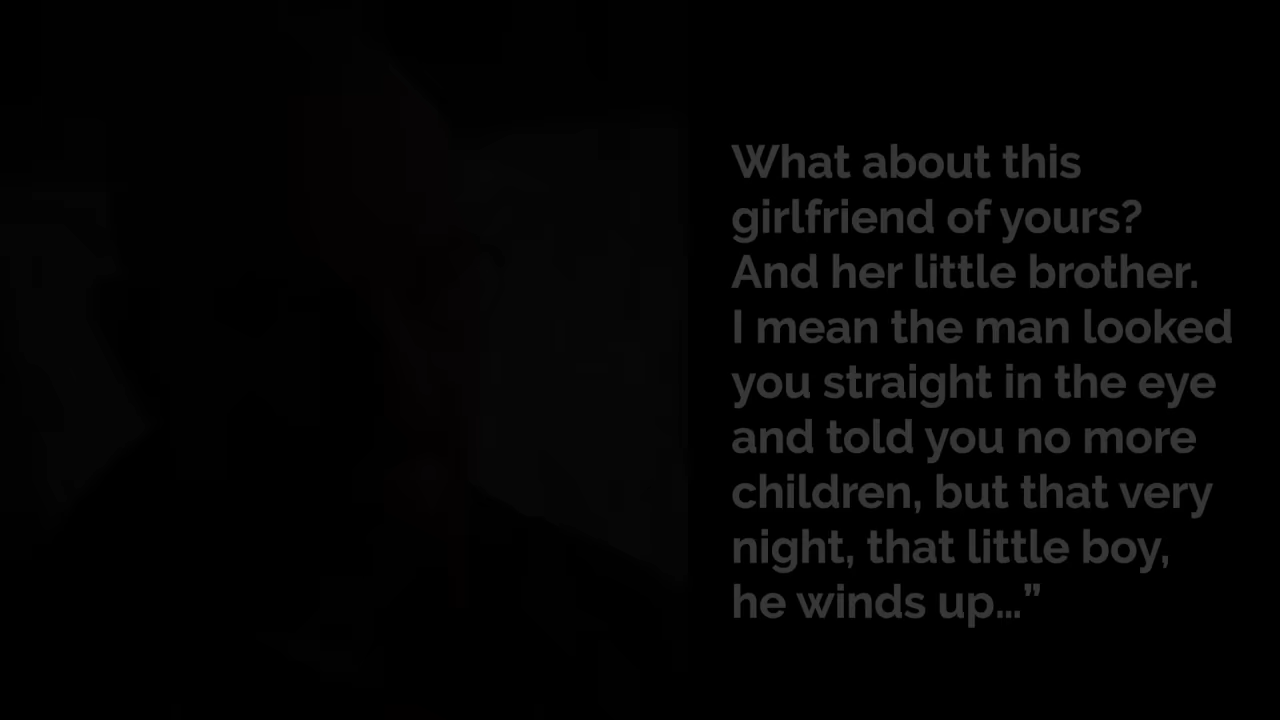 What about this
girlfriend of yours?
And her little brother.
I mean the man looked
you straight in the eye
and told you no more
children, but that very
night, that little boy,
he winds up…”